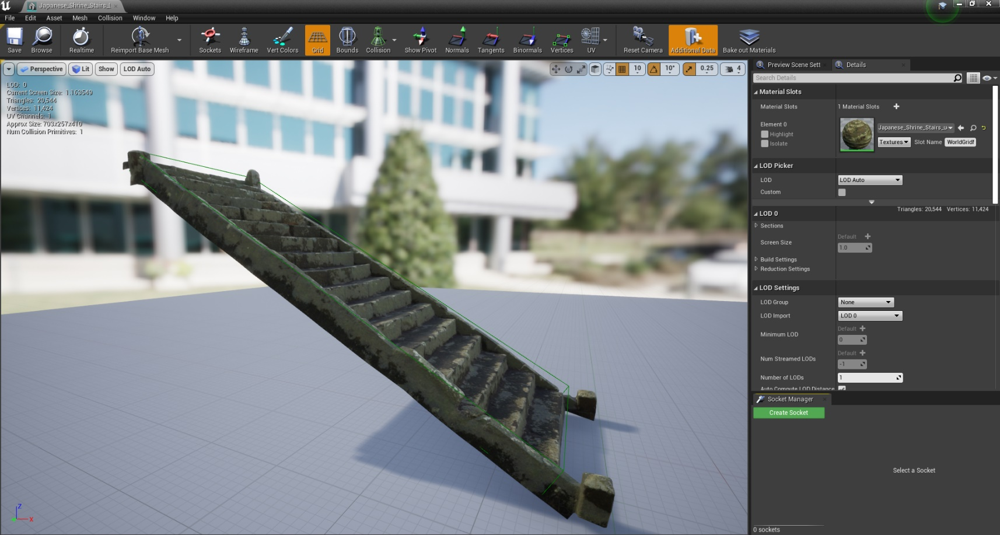 Japanese_Shrine_Stairs_L
File Edit Asset Mesh Collision Window Help
Save Browse Realtime Reimport Base Mesh Sockets Wireframe Vert Colors Grid Bounds Collision Show Pivot Normals Tangents Binormals Vertices UV Reset Camera Additional Data Bake out Materials
Perspective Lit Show LOD Auto
10 10° 0.25 4
LOD: 0
Current Screen Size: 1.163549
Triangles: 20,544
Vertices: 11,424
UV Channels: 1
Approx Size: 703x257x410
Num Collision Primitives: 1
Z
X
Preview Scene Sett Details
Search Details
Material Slots
Material Slots 1 Material Slots
Element 0
Highlight
Isolate
Japanese_Shrine_Stairs_u
Textures Slot Name WorldGridM
LOD Picker
LOD LOD Auto
Custom
LOD 0 Triangles: 20,544 Vertices: 11,424
Sections
Screen Size Default
1.0
Build Settings
Reduction Settings
LOD Settings
LOD Group None
LOD Import LOD 0
Minimum LOD Default
0
Num Streamed LODs Default
-1
Number of LODs 1
Auto Compute LOD Distance
Socket Manager
Create Socket
Select a Socket
0 sockets